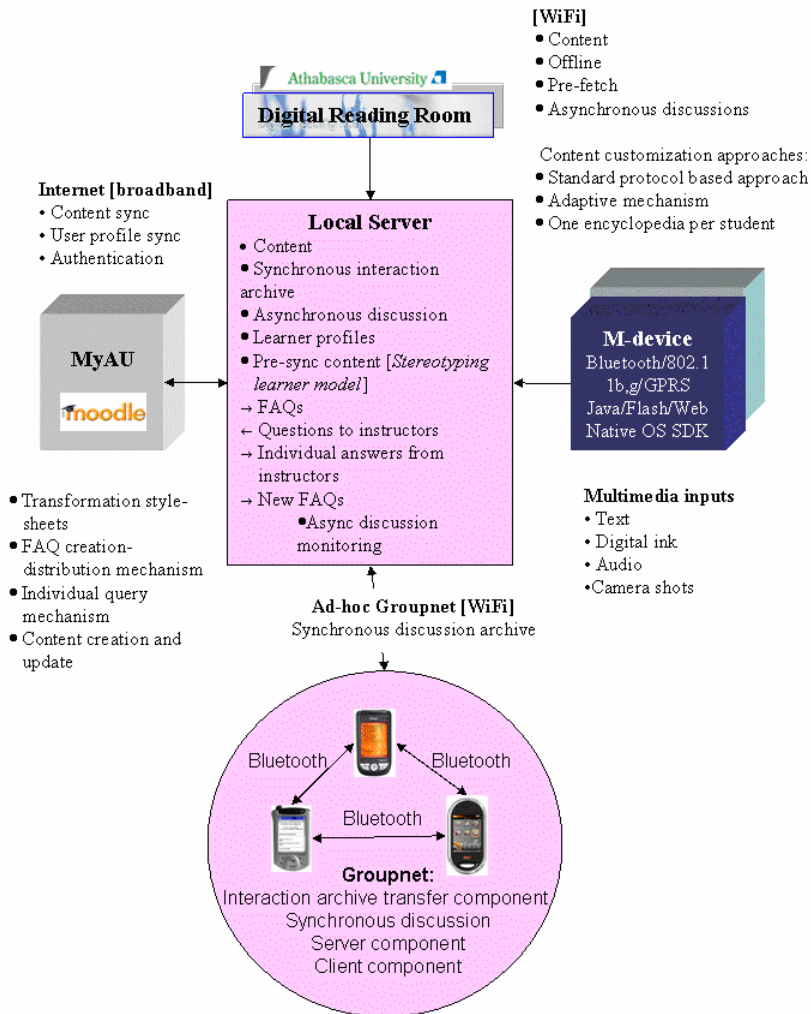 [WiFi]
• Content
• Offline
• Pre-fetch
• Asynchronous discussions
Athabasca University
Digital Reading Room
Content customization approaches:
• Standard protocol based approach
• Adaptive mechanism
• One encyclopedia per student
Internet [broadband]
• Content sync
• User profile sync
• Authentication
Local Server
• Content
• Synchronous interaction
archive
• Asynchronous discussion
• Learner profiles
• Pre-sync content [Stereotyping
learner model]
→ FAQs
← Questions to instructors
→ Individual answers from
instructors
→ New FAQs
• Async discussion
monitoring
MyAU
moodle
M-device
Bluetooth/802.1
1b,g/GPRS
Java/Flash/Web
Native OS SDK
• Transformation style-
sheets
• FAQ creation-
distribution mechanism
• Individual query
mechanism
• Content creation and
update
Multimedia inputs
• Text
• Digital ink
• Audio
•Camera shots
Ad-hoc Groupnet [WiFi]
Synchronous discussion archive
Bluetooth
Bluetooth
Bluetooth
Groupnet:
Interaction archive transfer component
Synchronous discussion
Server component
Client component